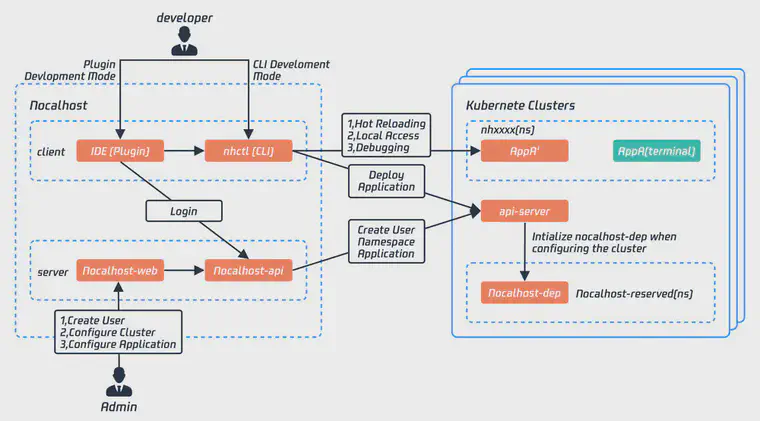 developer
Plugin
Devlopment Mode
CLI Develoment
Mode
Nocalhost
client
IDE (Plugin)
nhctl (CLI)
Login
server
Nocalhost-web
Nocalhost-api
1,Create User
2,Configure Cluster
3,Configure Application
Admin
1,Hot Reloading
2,Local Access
3,Debugging
Deploy
Application
Create User
Namespace
Application
Kubernete Clusters
nhxxxx(ns)
AppA'
AppA(terminal)
api-server
Intialize nocalhost-dep when
configuring the cluster
Nocalhost-dep
Nocalhost-reserved(ns)